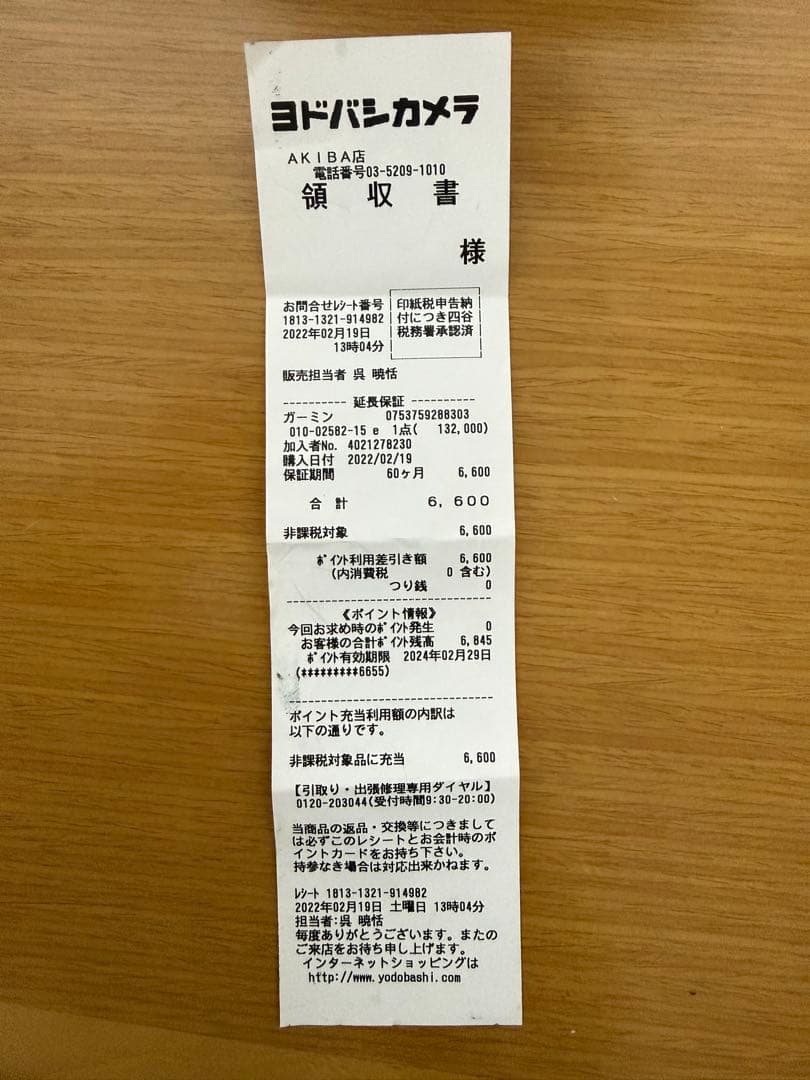 ヨドバシカメラ
ＡＫＩＢＡ店
電話番号03-5209-1010
領 収 書
様
お問合せﾚｼｰﾄ番号
1813-1321-914982
2022年02月19日
13時04分
印紙税申告納
付につき四谷
税務署承認済
販売担当者 呉 暁恬
---------- 延長保証 ----------
ガーミン 0753759288303
010-02582-15 e 1点( 132,000)
加入者No. 4021278230
購入日付 2022/02/19
保証期間 60ヶ月 6,600
合 計 6,600
非課税対象 6,600
ﾎﾟｲﾝﾄ利用差引き額 6,600
(内消費税 0 含む)
つり銭 0
--------------------------------
《ポイント情報》
今回お求め時のﾎﾟｲﾝﾄ発生 0
お客様の合計ﾎﾟｲﾝﾄ残高 6,845
ﾎﾟｲﾝﾄ有効期限 2024年02月29日
(*********6655)
--------------------------------
ポイント充当利用額の内訳は
以下の通りです。
非課税対象品に充当 6,600
【引取り・出張修理専用ダイヤル】
0120-203044(受付時間9:30-20:00)
当商品の返品・交換等につきまして
は必ずこのレシートとお会計時のポ
イントカードをお持ち下さい。
持参なき場合は対応出来かねます。
ﾚｼｰﾄ 1813-1321-914982
2022年02月19日 土曜日 13時04分
担当者:呉 暁恬
毎度ありがとうございます。またの
ご来店をお待ち申し上げます。
インターネットショッピングは
http://www.yodobashi.com